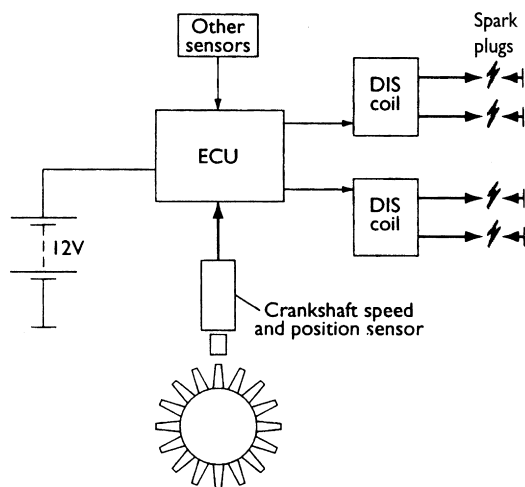 Other
sensors
Spark
plugs
DIS
coil
ECU
DIS
coil
12V
Crankshaft speed
and position sensor